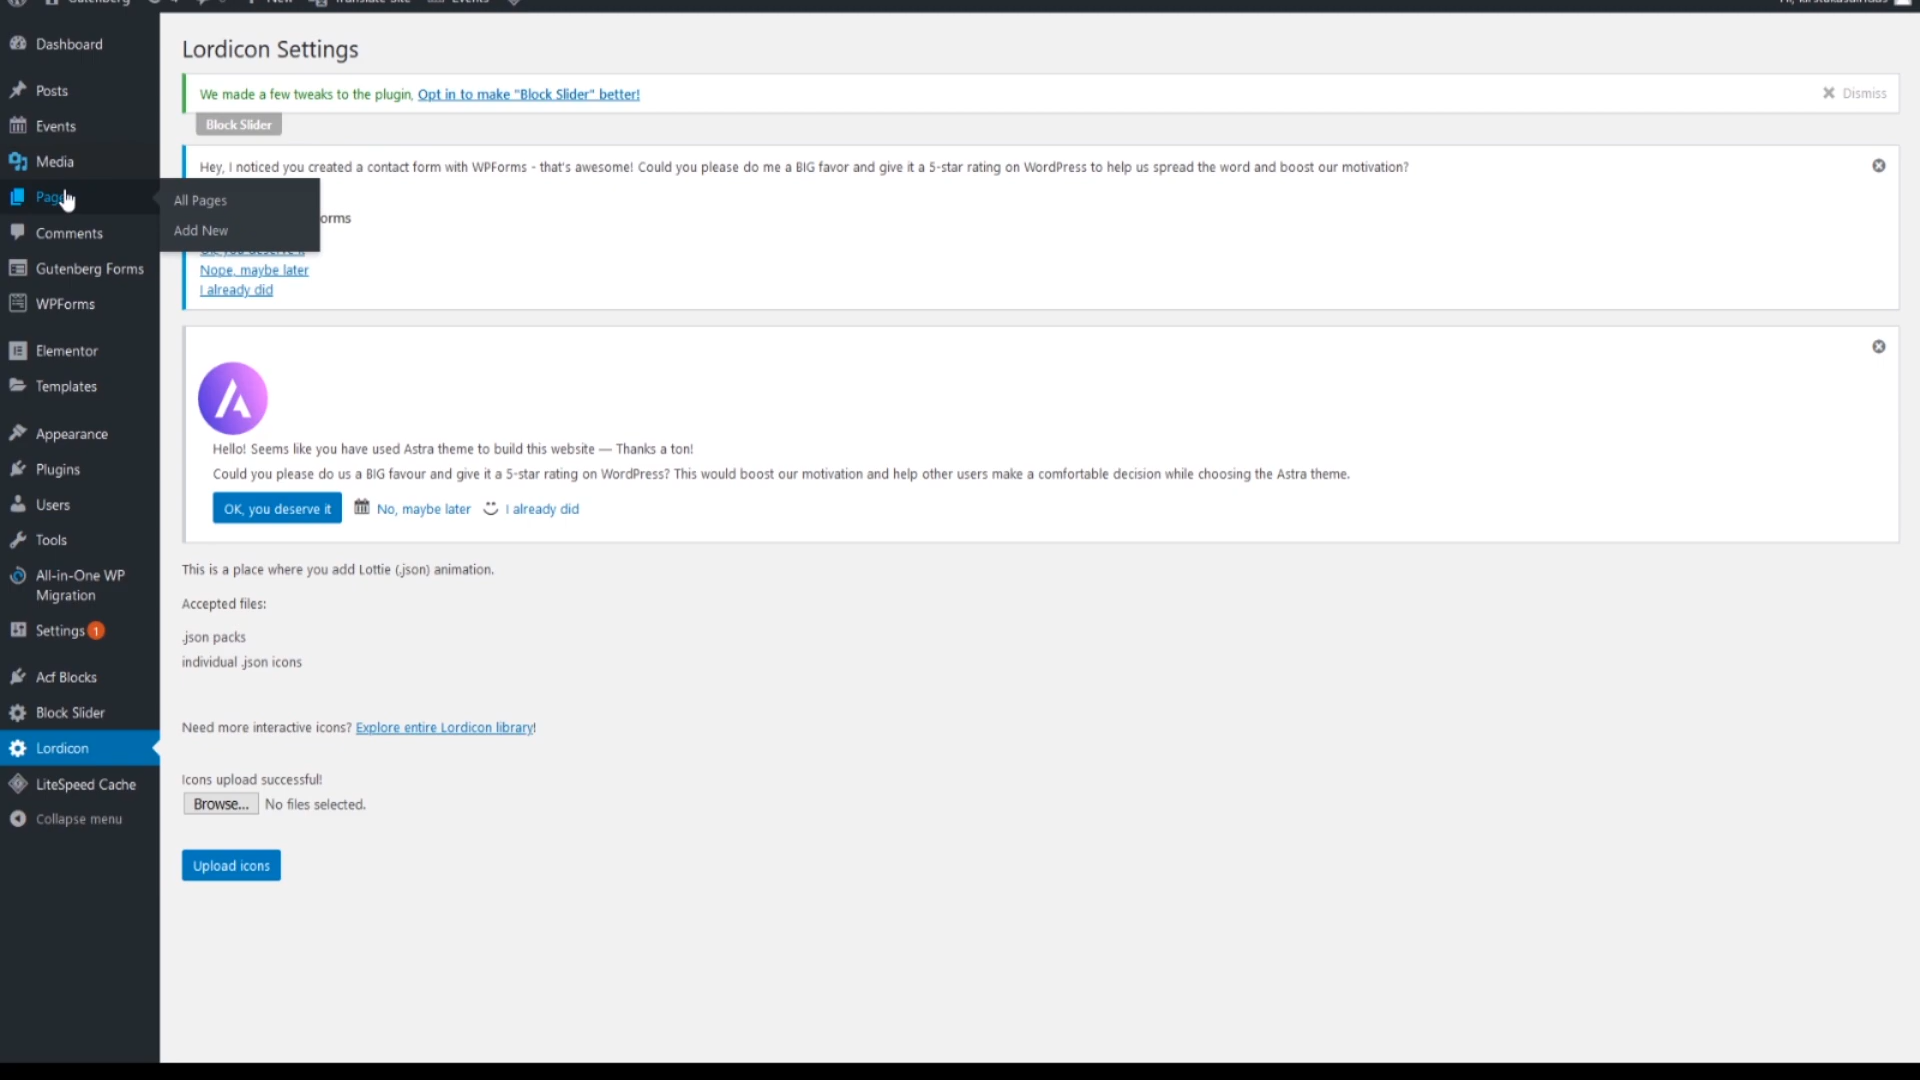 Dashboard
Posts
Events
Media
Comments
Gutenberg Forms
WPForms
Elementor
Templates
Appearance
Plugins
Users
Tools
All-in-One WP
Migration
Settings 1
Acf Blocks
Block Slider
Lordicon
LiteSpeed Cache
Collapse menu
All Pages
Add New
Lordicon Settings
We made a few tweaks to the plugin, Opt in to make "Block Slider" better!
Dismiss
Block Slider
Hey, I noticed you created a contact form with WPForms - that's awesome! Could you please do me a BIG favor and give it a 5-star rating on WordPress to help us spread the word and boost our motivation?
orms
Nope, maybe later
I already did
Hello! Seems like you have used Astra theme to build this website — Thanks a ton!
Could you please do us a BIG favour and give it a 5-star rating on WordPress? This would boost our motivation and help other users make a comfortable decision while choosing the Astra theme.
OK, you deserve it No, maybe later I already did
This is a place where you add Lottie (.json) animation.
Accepted files:
.json packs
individual .json icons
Need more interactive icons? Explore entire Lordicon library!
Icons upload successful!
Browse... No files selected.
Upload icons